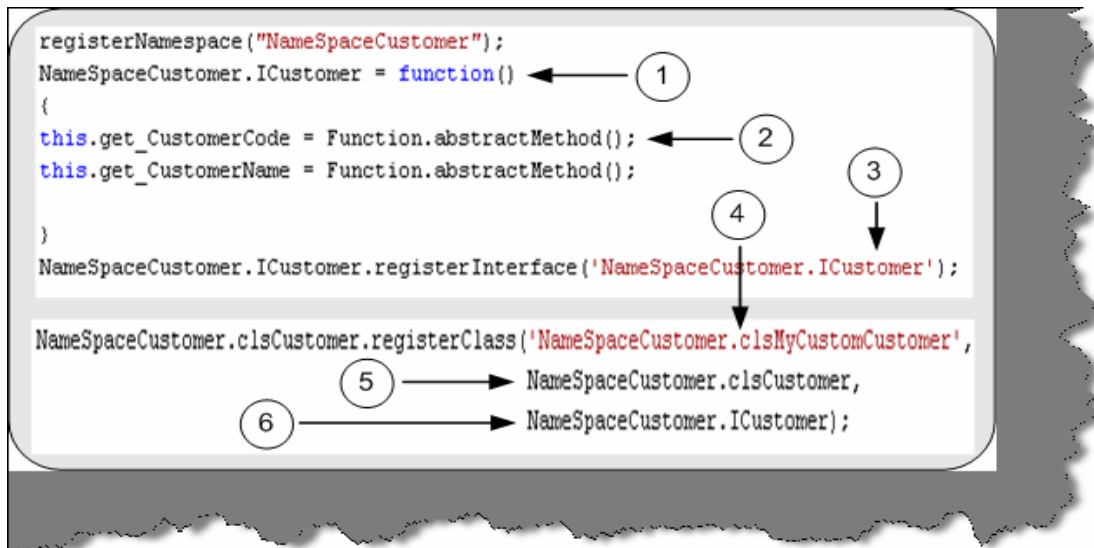 registerNamespace("NameSpaceCustomer");
NameSpaceCustomer.ICustomer = function()
1
{
this.get_CustomerCode = Function.abstractMethod();
2
this.get_CustomerName = Function.abstractMethod();
3
4
}
NameSpaceCustomer.ICustomer.registerInterface('NameSpaceCustomer.ICustomer');
NameSpaceCustomer.clsCustomer.registerClass('NameSpaceCustomer.clsMyCustomCustomer',
5
NameSpaceCustomer.clsCustomer,
6
NameSpaceCustomer.ICustomer);